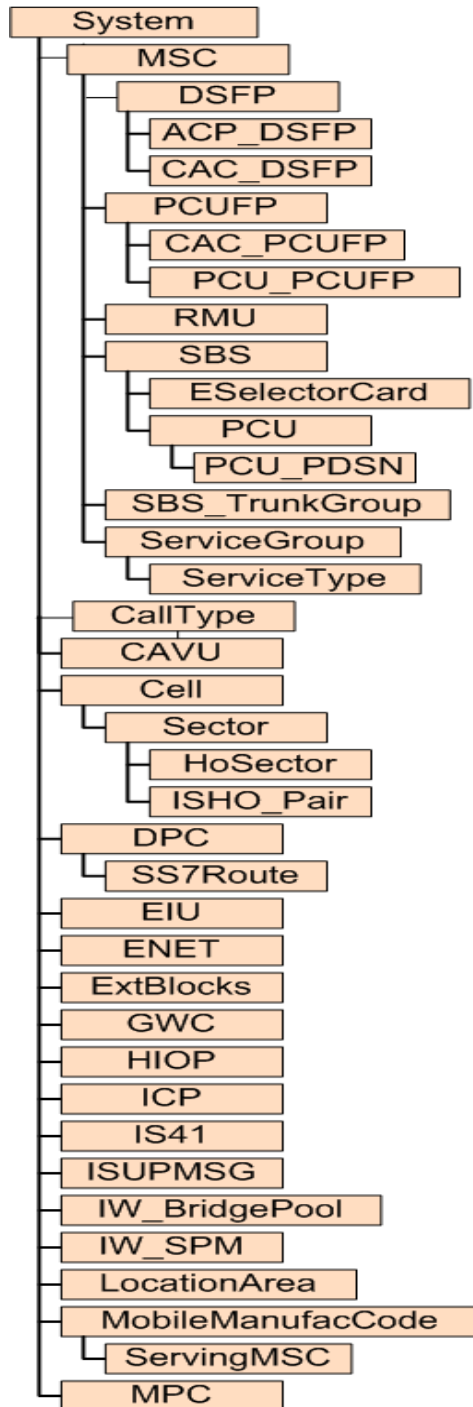 System
MSC
DSFP
ACP_DSFP
CAC_DSFP
PCUFP
CAC_PCUFP
PCU_PCUFP
RMU
SBS
ESelectorCard
PCU
PCU_PDSN
SBS_TrunkGroup
ServiceGroup
ServiceType
CallType
CAVU
Cell
Sector
HoSector
ISHO_Pair
DPC
SS7Route
EIU
ENET
ExtBlocks
GWC
HIOP
ICP
IS41
ISUPMSG
IW_BridgePool
IW_SPM
LocationArea
MobileManufacCode
ServingMSC
MPC